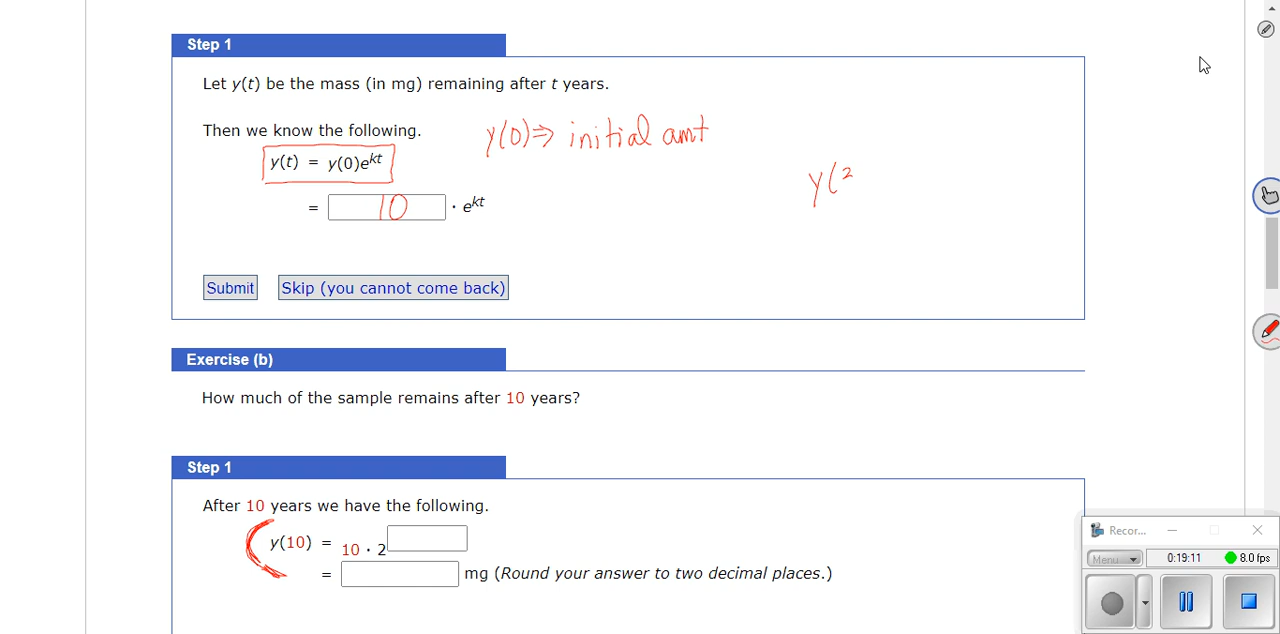 Step 1
Let y(t) be the mass (in mg) remaining after t years.
Then we know the following.
y(0) ⇒ initial amt
y(t) = y(0)e^kt
y(2
= 10 · e^kt
Submit Skip (you cannot come back)
Exercise (b)
How much of the sample remains after 10 years?
Step 1
After 10 years we have the following.
y(10) = 10 · 2
= mg (Round your answer to two decimal places.)
Recor...
Menu 0:19:11 8.0 fps